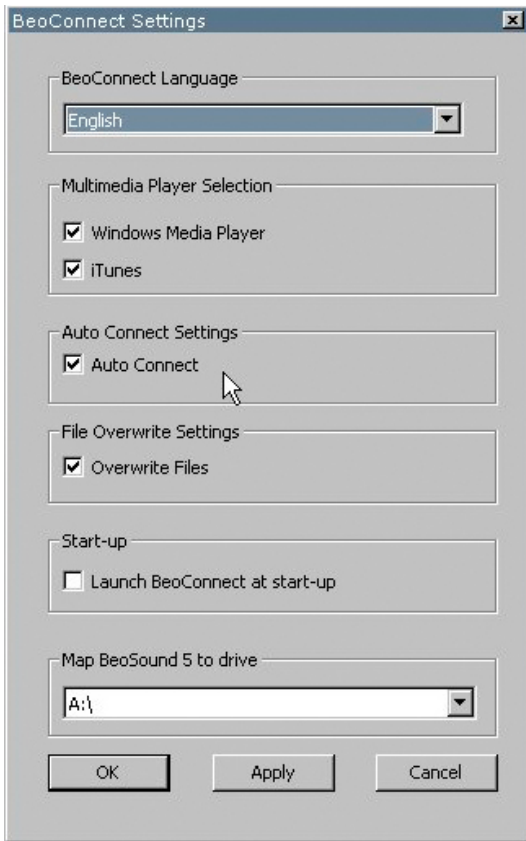 BeoConnect Settings
BeoConnect Language
English
Multimedia Player Selection
Windows Media Player
iTunes
Auto Connect Settings
Auto Connect
File Overwrite Settings
Overwrite Files
Start-up
Launch BeoConnect at start-up
Map BeoSound 5 to drive
A:\
OK Apply Cancel